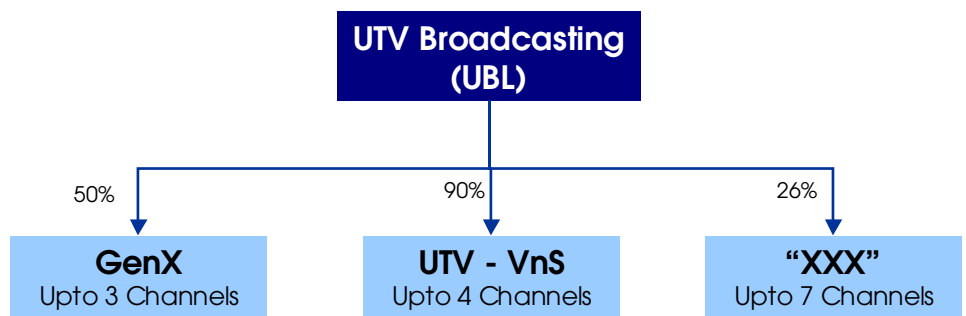 UTV Broadcasting
(UBL)
50%
90%
26%
GenX
Upto 3 Channels
UTV - VnS
Upto 4 Channels
“XXX”
Upto 7 Channels